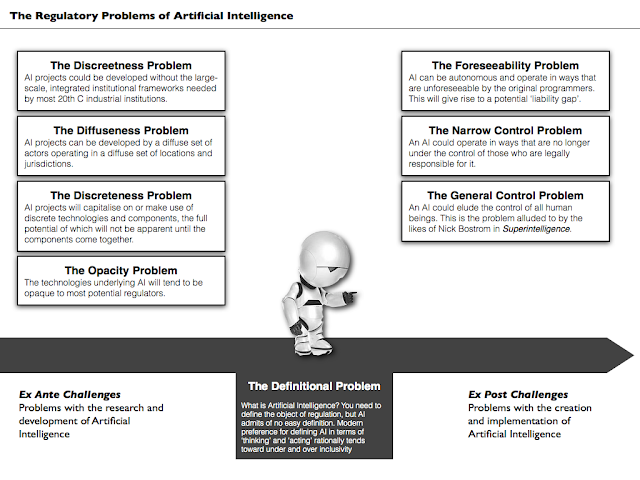 The Regulatory Problems of Artificial Intelligence
The Discreetness Problem
AI projects could be developed without the large-
scale, integrated institutional frameworks needed
by most 20th C industrial institutions.
The Diffuseness Problem
AI projects can be developed by a diffuse set of
actors operating in a diffuse set of locations and
jurisdictions.
The Discreteness Problem
AI projects will capitalise on or make use of
discrete technologies and components, the full
potential of which will not be apparent until the
components come together.
The Opacity Problem
The technologies underlying AI will tend to be
opaque to most potential regulators.
The Foreseeability Problem
AI can be autonomous and operate in ways that
are unforeseeable by the original programmers.
This will give rise to a potential 'liability gap'.
The Narrow Control Problem
An AI could operate in ways that are no longer
under the control of those who are legally
responsible for it.
The General Control Problem
An AI could elude the control of all human
beings. This is the problem alluded to by the
likes of Nick Bostrom in Superintelligence.
Ex Ante Challenges
Problems with the research and
development of Artificial
Intelligence
The Definitional Problem
What is Artificial Intelligence? You need to
define the object of regulation, but AI
admits of no easy definition. Modern
preference for defining AI in terms of
'thinking' and 'acting' rationally tends
toward under and over inclusivity
Ex Post Challenges
Problems with the creation
and implementation of
Artificial Intelligence